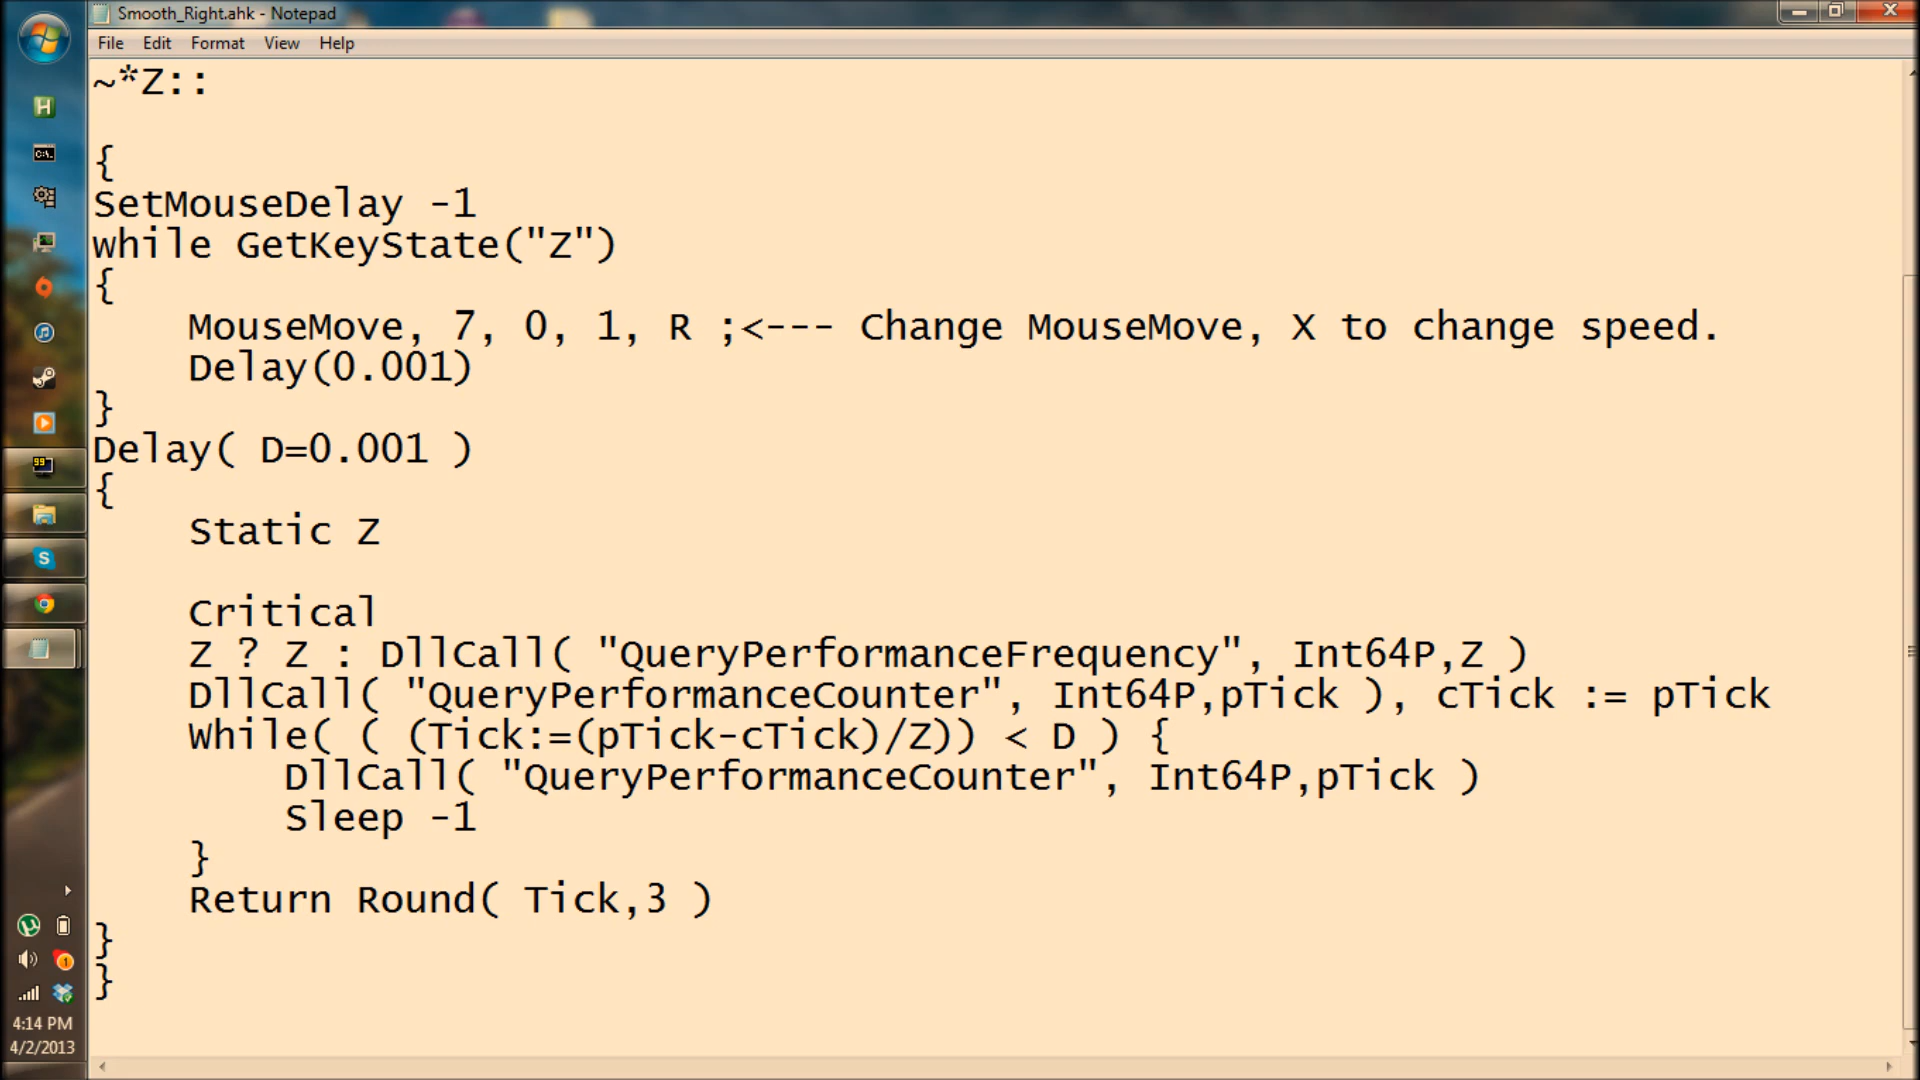 Smooth_Right.ahk - Notepad
File Edit Format View Help
~*Z::
{
SetMouseDelay -1
while GetKeyState("Z")
{
MouseMove, 7, 0, 1, R ;<--- Change MouseMove, X to change speed.
Delay(0.001)
}
Delay( D=0.001 )
{
Static Z
Critical
Z ? Z : DllCall( "QueryPerformanceFrequency", Int64P,Z )
DllCall( "QueryPerformanceCounter", Int64P,pTick ), cTick := pTick
While( ( (Tick:=(pTick-cTick)/Z)) < D ) {
DllCall( "QueryPerformanceCounter", Int64P,pTick )
Sleep -1
}
Return Round( Tick,3 )
}
}
H
C:\.
99
S
1
4:14 PM
4/2/2013